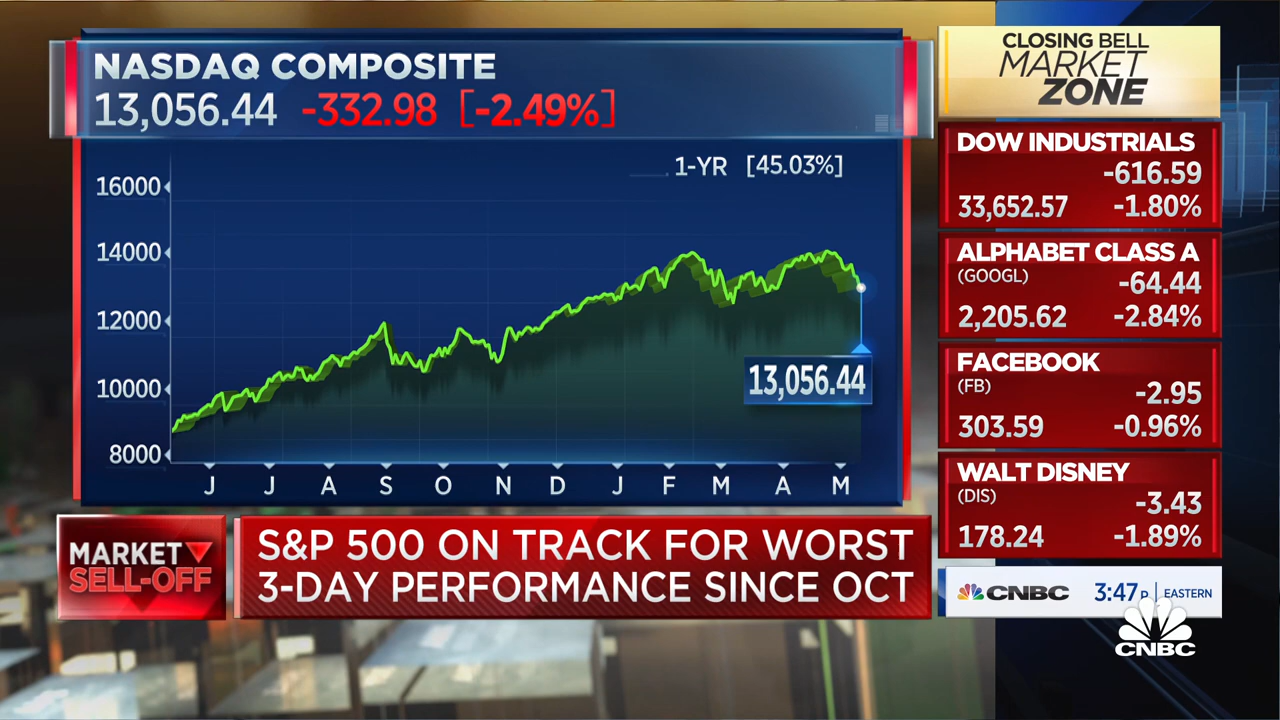 NASDAQ COMPOSITE
13,056.44 -332.98 [-2.49%]
1-YR [45.03%]
16000
14000
12000
10000
8000
13,056.44
J J A S O N D J F M A M
MARKET
SELL-OFF
S&P 500 ON TRACK FOR WORST
3-DAY PERFORMANCE SINCE OCT
CLOSING BELL
MARKET
ZONE
DOW INDUSTRIALS
-616.59
33,652.57 -1.80%
ALPHABET CLASS A
(GOOGL) -64.44
2,205.62 -2.84%
FACEBOOK
(FB) -2.95
303.59 -0.96%
WALT DISNEY
(DIS) -3.43
178.24 -1.89%
CNBC 3:47 P EASTERN
CNBC